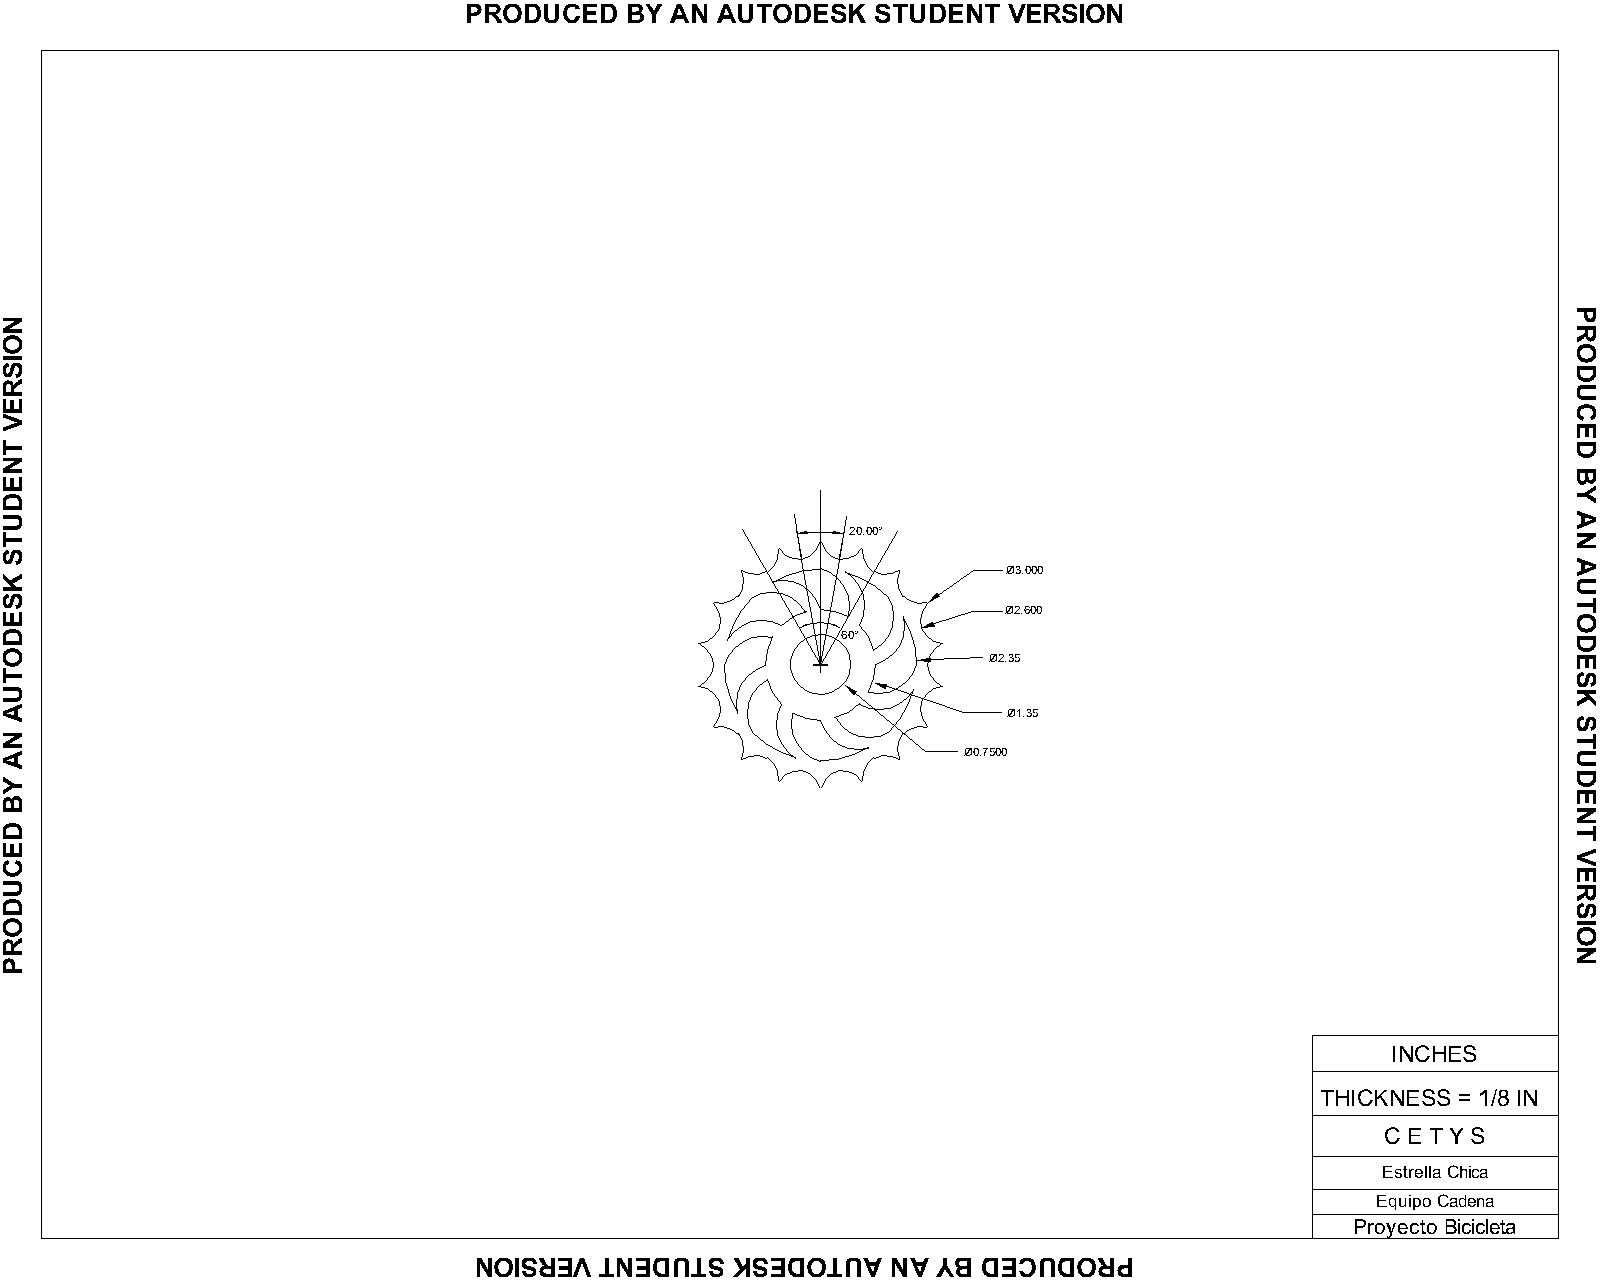 PRODUCED BY AN AUTODESK STUDENT VERSION
PRODUCED BY AN AUTODESK STUDENT VERSION
PRODUCED BY AN AUTODESK STUDENT VERSION
20.00°
Ø3.000
Ø2.600
60°
Ø2.35
Ø1.35
Ø0.7500
INCHES
THICKNESS = 1/8 IN
C E T Y S
Estrella Chica
Equipo Cadena
Proyecto Bicicleta
PRODUCED BY AN AUTODESK STUDENT VERSION